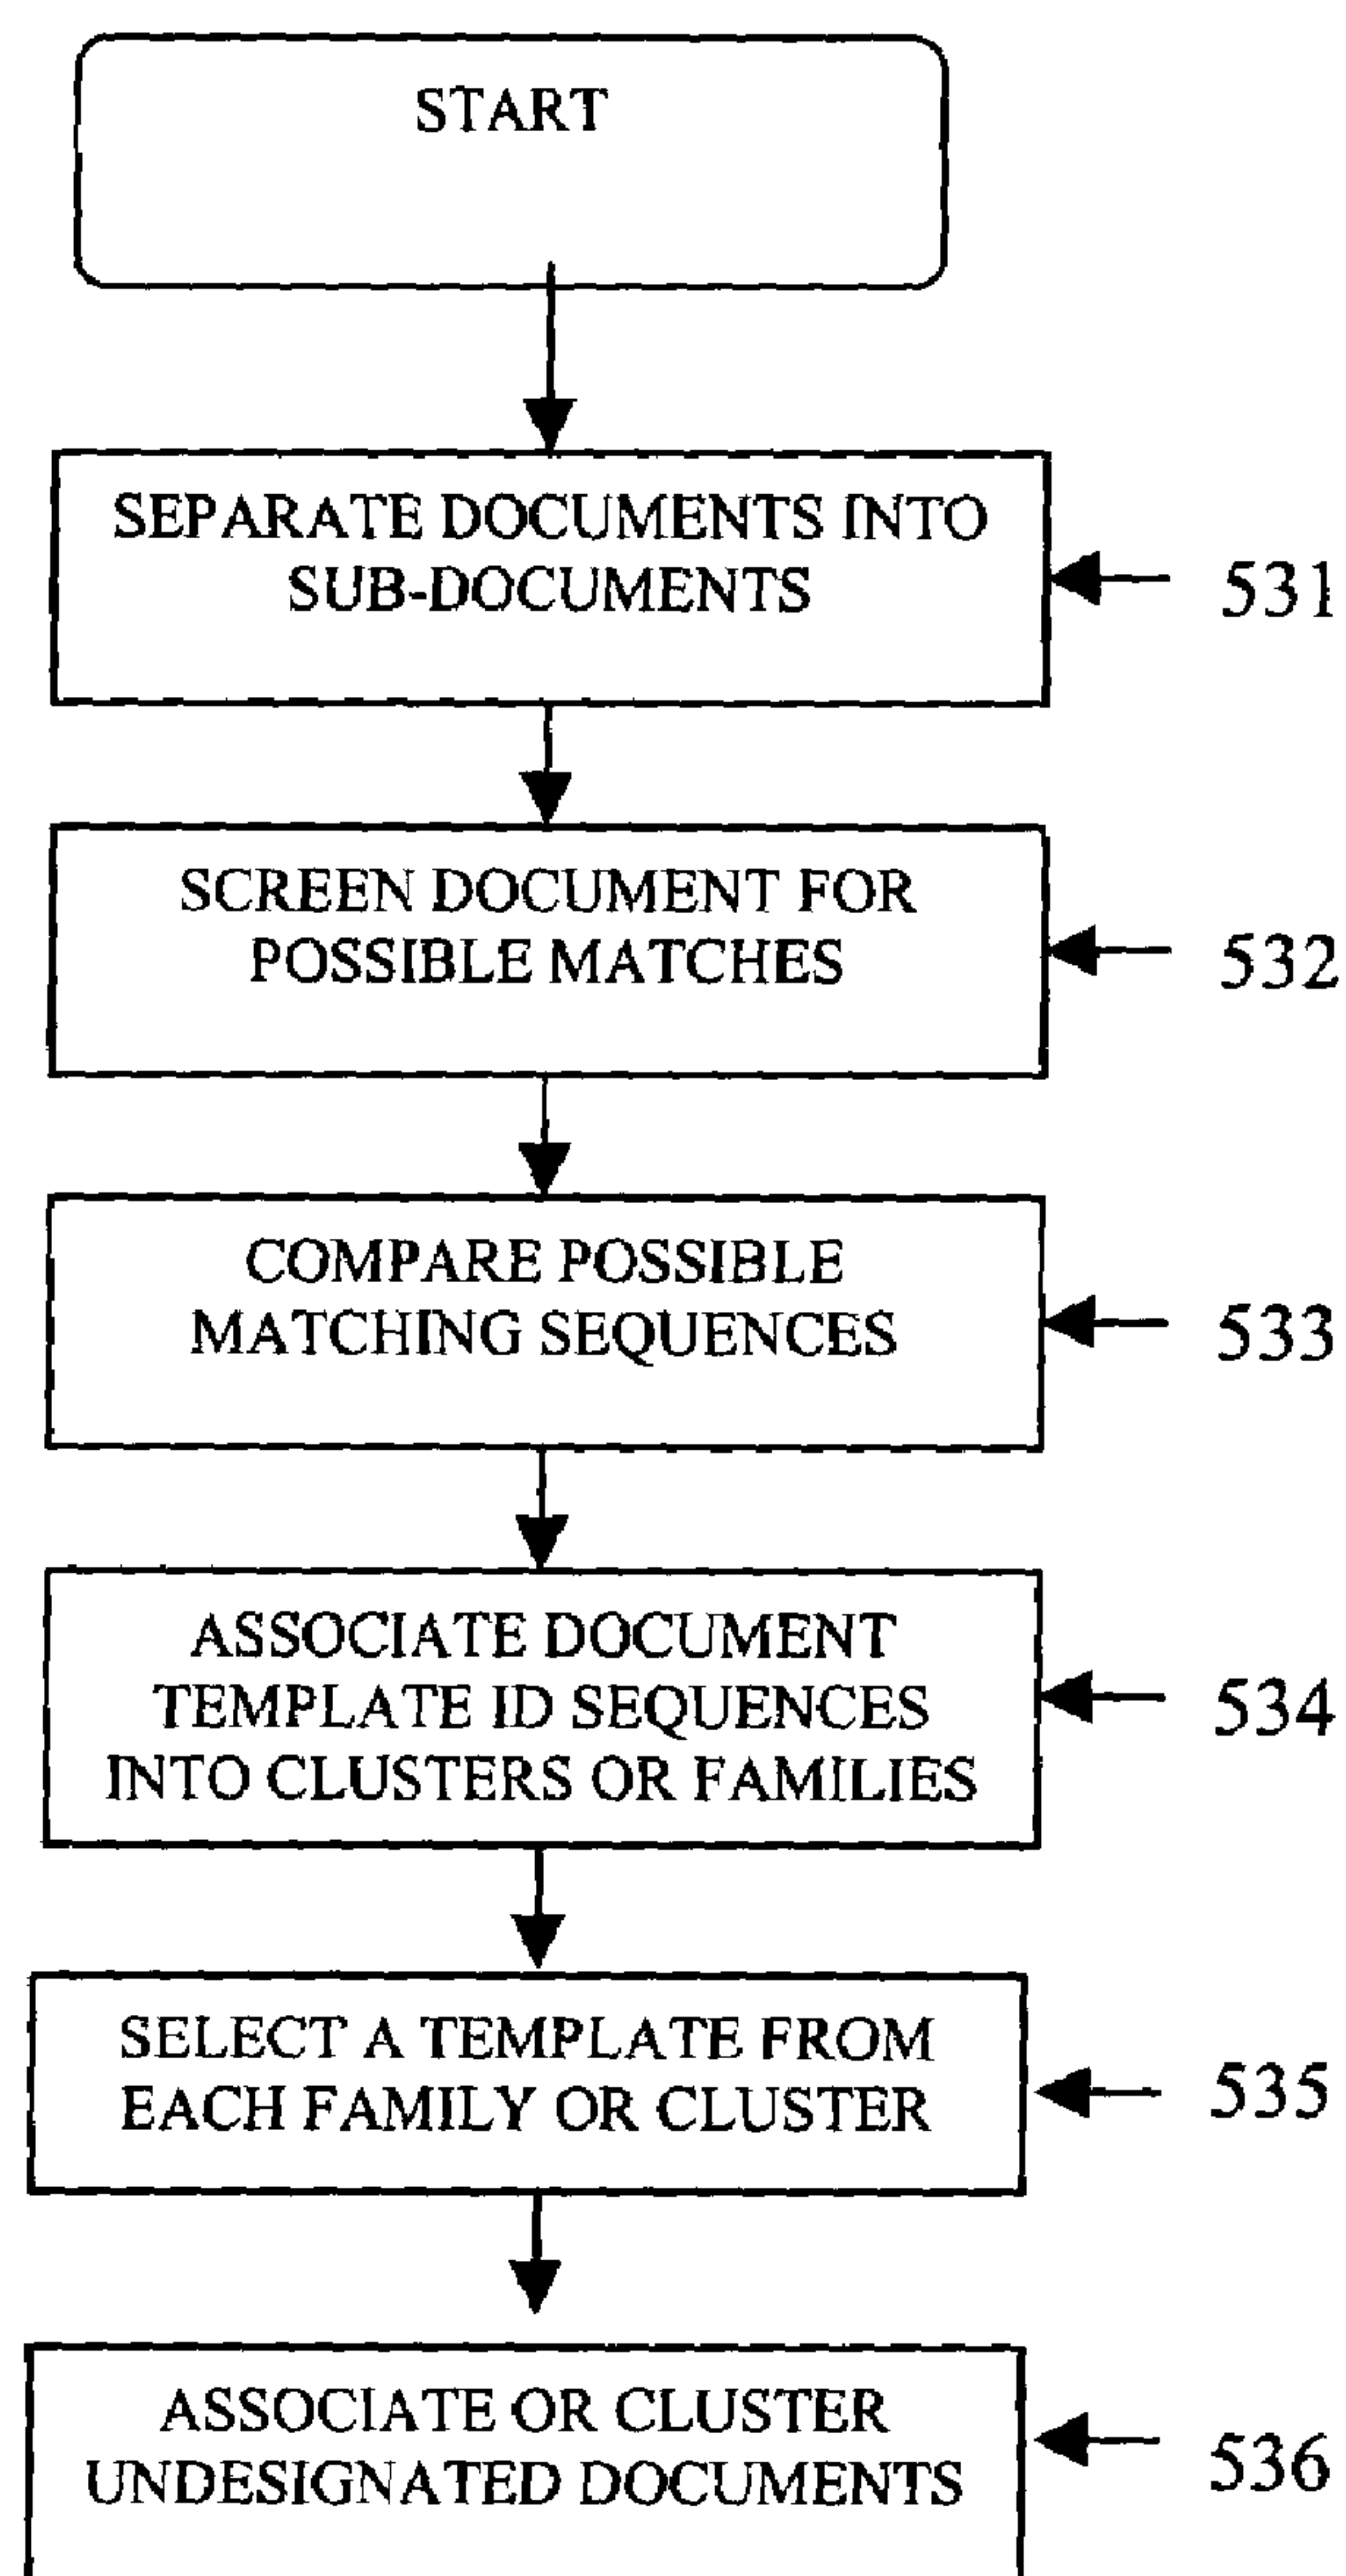 START
SEPARATE DOCUMENTS INTO
SUB-DOCUMENTS
531
SCREEN DOCUMENT FOR
POSSIBLE MATCHES
532
COMPARE POSSIBLE
MATCHING SEQUENCES
533
ASSOCIATE DOCUMENT
TEMPLATE ID SEQUENCES
INTO CLUSTERS OR FAMILIES
534
SELECT A TEMPLATE FROM
EACH FAMILY OR CLUSTER
535
ASSOCIATE OR CLUSTER
UNDESIGNATED DOCUMENTS
536